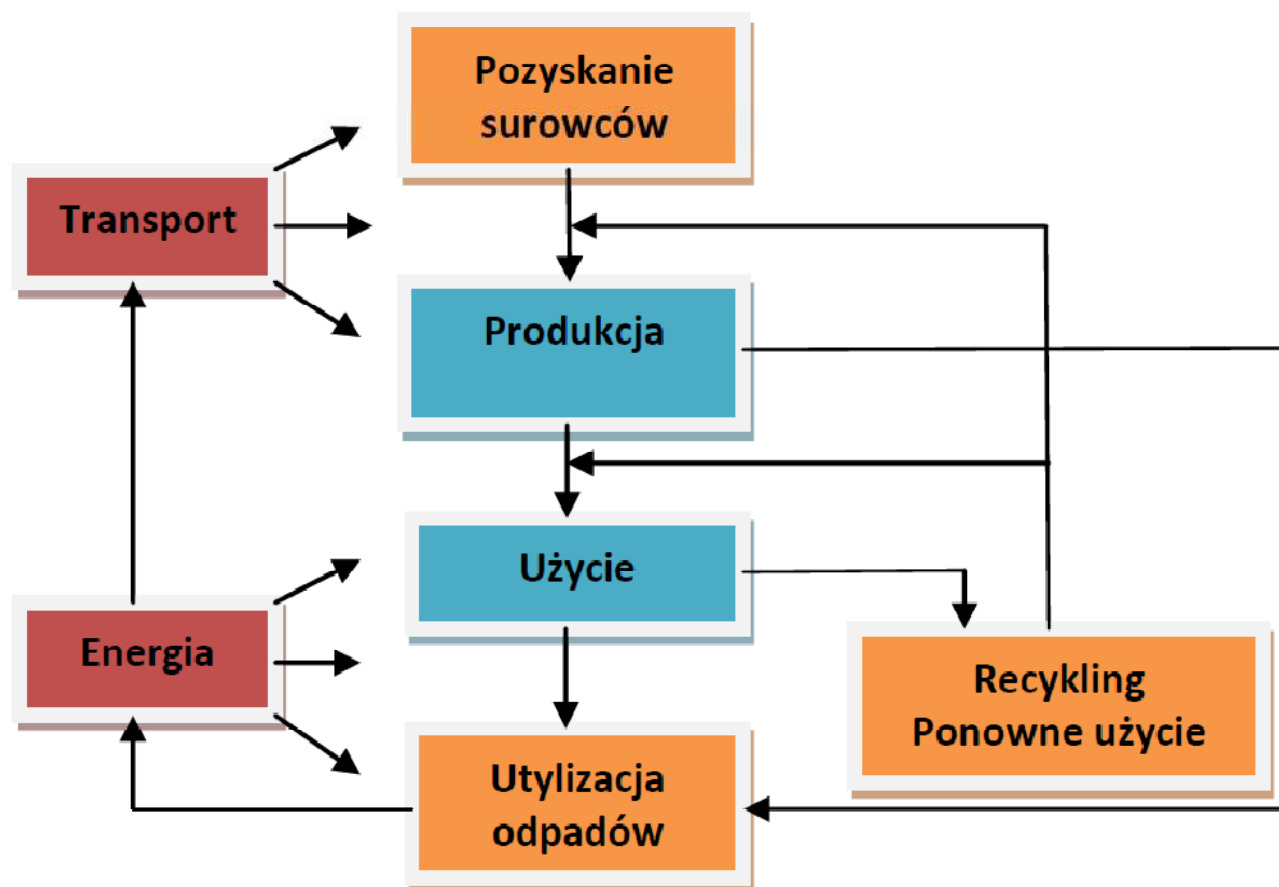 Pozyskanie
surowców
Transport
Produkcja
Użycie
Energia
Recykling
Ponowne użycie
Utylizacja
odpadów